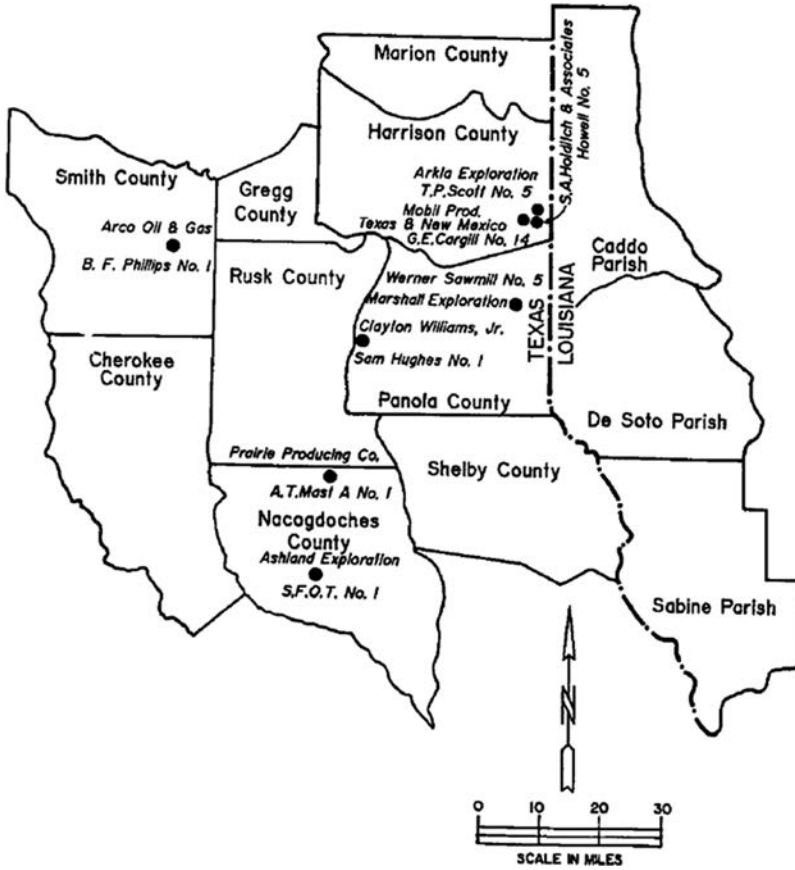 Marion County
Harrison County
S.A.Holditch & Associates
Howell No. 5
Arkla Exploration
T.P.Scott No. 5
Mobil Prod.
Texas & New Mexico
G.E.Cargill No. 14
Smith County
Gregg
County
Arco Oil & Gas
B. F. Phillips No. 1
Rusk County
Werner Sawmill No. 5
Marshall Exploration
Clayton Williams, Jr.
Sam Hughes No. 1
TEXAS
LOUISIANA
Caddo
Parish
Cherokee
County
Panola County
De Soto Parish
Prairie Producing Co.
A.T.Mast A No. 1
Shelby County
Nacogdoches
County
Ashland Exploration
S.F.O.T. No. 1
Sabine Parish
N
0 10 20 30
SCALE IN MILES